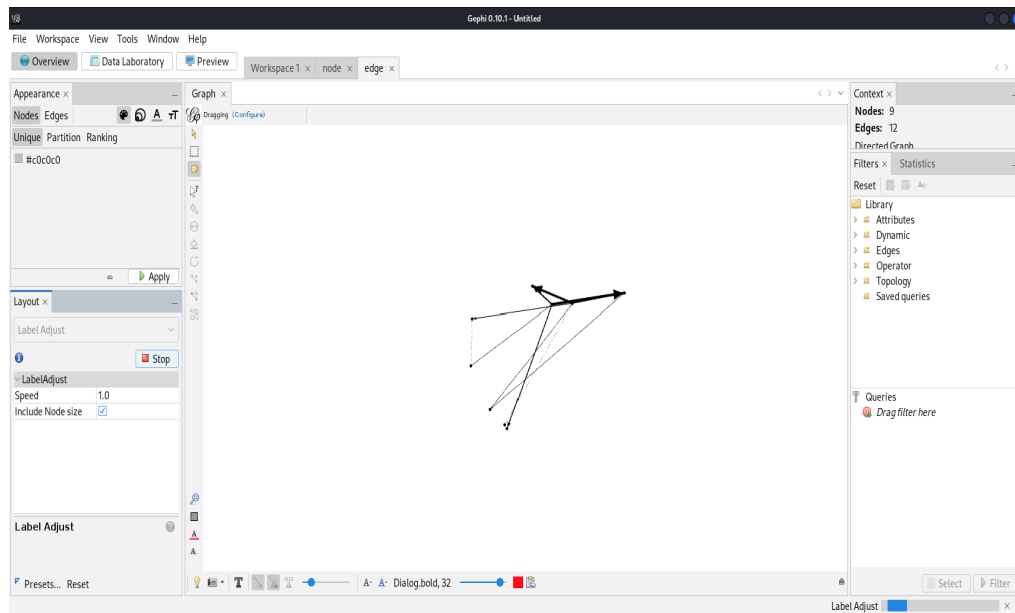 Gephi 0.10.1 - Untitled
File Workspace View Tools Window Help
Overview Data Laboratory Preview Workspace 1 × node × edge ×
Appearance ×
Nodes Edges
Unique Partition Ranking
#c0c0c0
Apply
Layout ×
Label Adjust
Stop
LabelAdjust
Speed 1.0
Include Node size
Label Adjust
Presets... Reset
Graph ×
Dragging (Configure)
T T A- A- Dialog.bold, 32
Context ×
Nodes: 9
Edges: 12
Directed Graph
Filters × Statistics
Reset
Library
Attributes
Dynamic
Edges
Operator
Topology
Saved queries
Queries
Drag filter here
Select Filter
Label Adjust